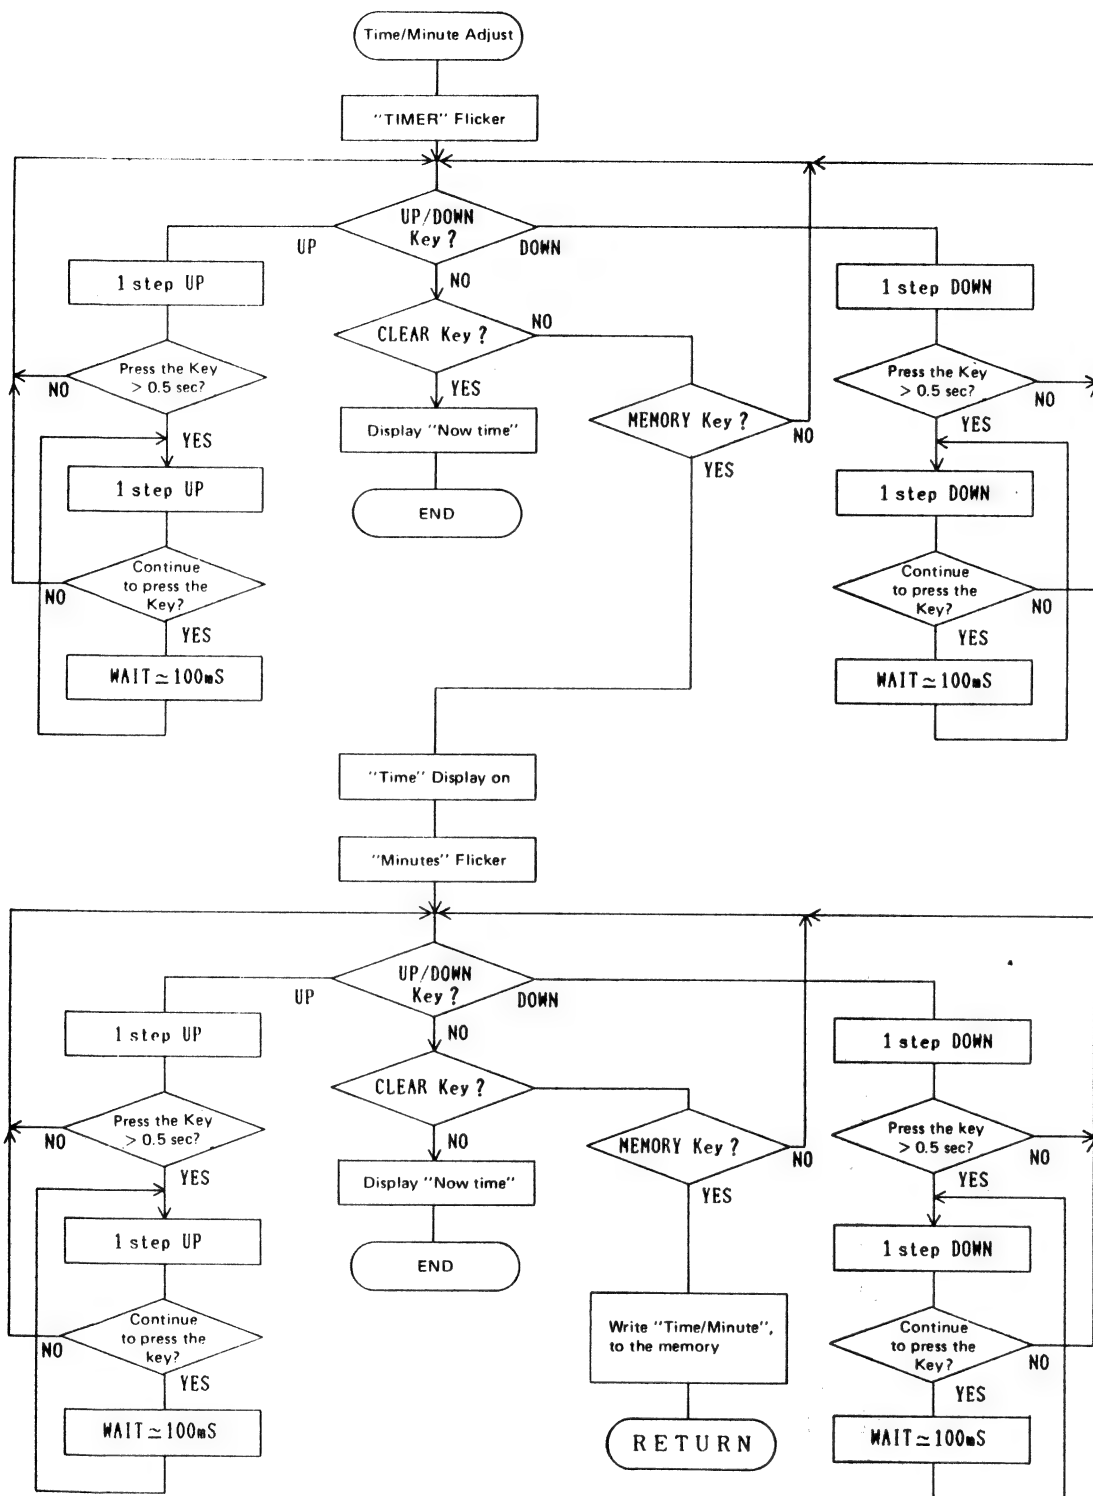 Time/Minute Adjust
"TIMER" Flicker
UP/DOWN
Key?
UP
DOWN
NO
1 step UP
1 step DOWN
CLEAR Key?
NO
YES
Press the Key
> 0.5 sec?
NO
YES
Press the Key
> 0.5 sec?
NO
YES
MEMORY Key?
NO
YES
Display "Now time"
END
1 step UP
1 step DOWN
Continue
to press the
Key?
NO
YES
Continue
to press the
Key?
NO
YES
WAIT≃100mS
WAIT≃100mS
"Time" Display on
"Minutes" Flicker
UP/DOWN
Key?
UP
DOWN
NO
1 step UP
1 step DOWN
CLEAR Key?
NO
Press the Key
> 0.5 sec?
NO
YES
Press the key
> 0.5 sec?
NO
YES
MEMORY Key?
NO
YES
Display "Now time"
END
1 step UP
1 step DOWN
Continue
to press the
key?
NO
YES
Write "Time/Minute",
to the memory
Continue
to press the
Key?
NO
YES
WAIT≃100mS
RETURN
WAIT≃100mS